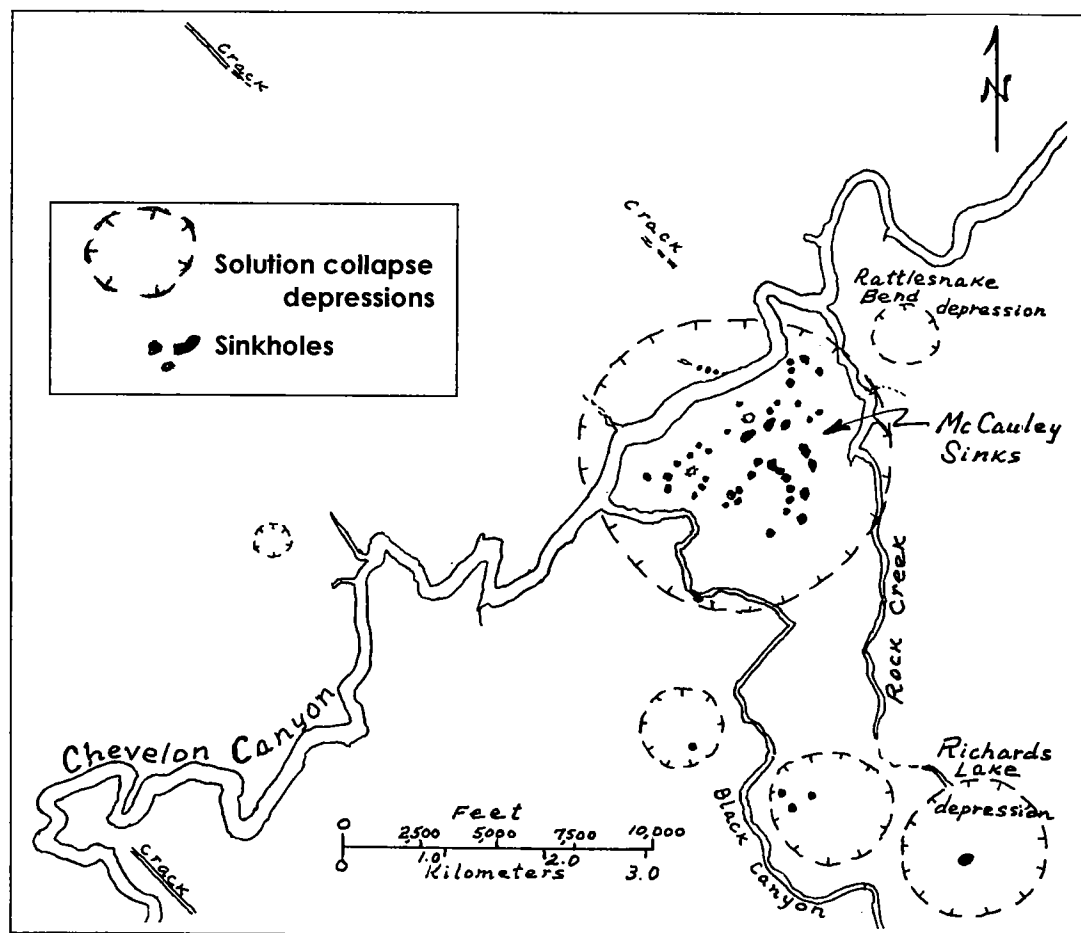 crack
N
crack
Solution collapse
depressions
Sinkholes
Rattlesnake
Bend depression
McCauley
Sinks
Rock Creek
Chevelon Canyon
Richards
Lake
depression
Black Canyon
Feet
0 2,500 5,000 7,500 10,000
0 1.0 2.0 3.0
Kilometers
crack